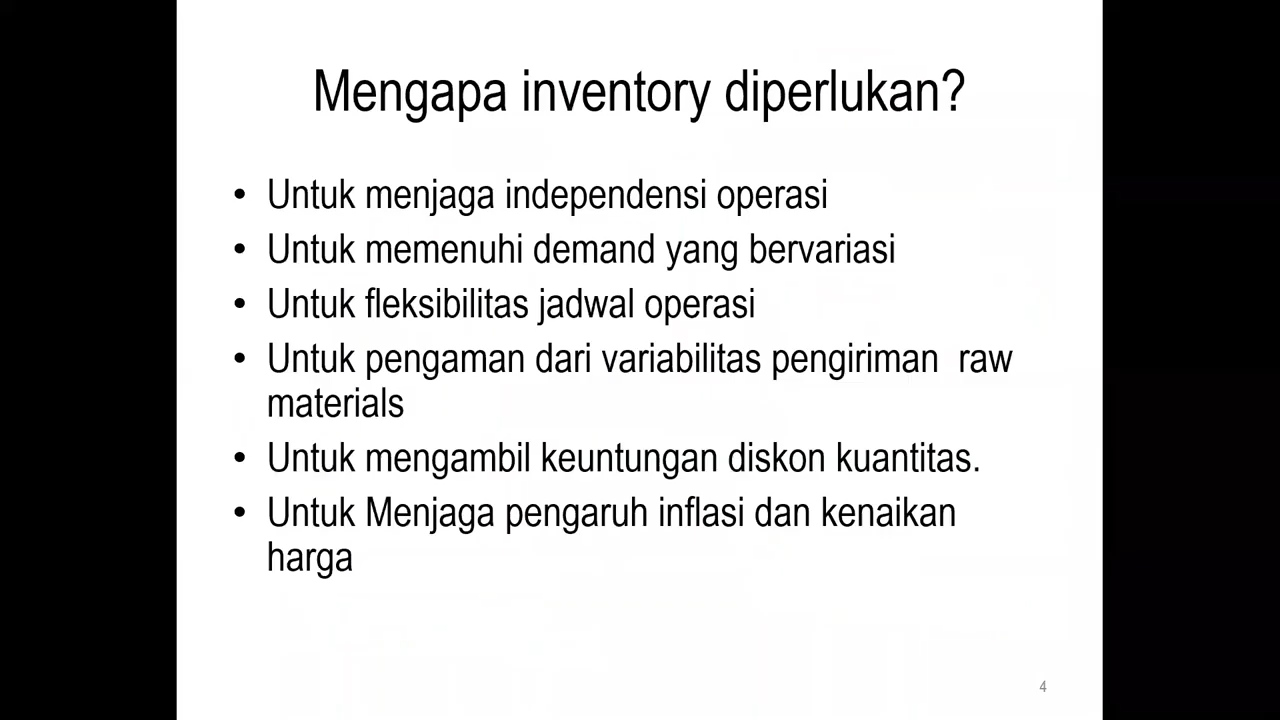 Mengapa inventory diperlukan?
• Untuk menjaga independensi operasi
• Untuk memenuhi demand yang bervariasi
• Untuk fleksibilitas jadwal operasi
• Untuk pengaman dari variabilitas pengiriman  raw
materials
• Untuk mengambil keuntungan diskon kuantitas.
• Untuk Menjaga pengaruh inflasi dan kenaikan
harga
4